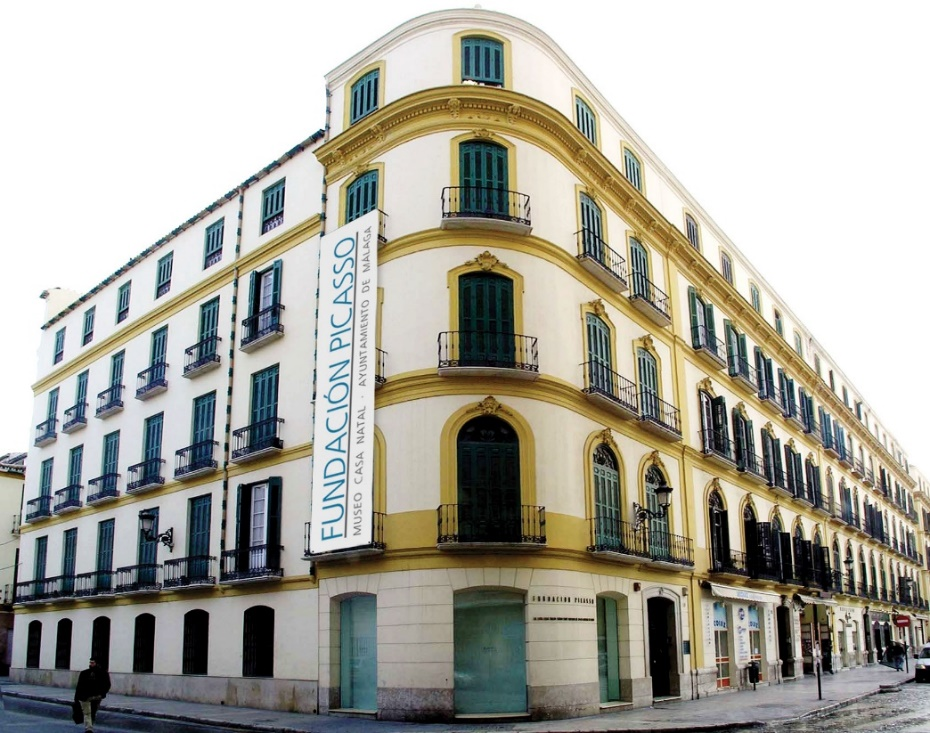 FUNDACIÓN PICASSO
MUSEO CASA NATAL · AYUNTAMIENTO DE MÁLAGA
FUNDACION PICASSO